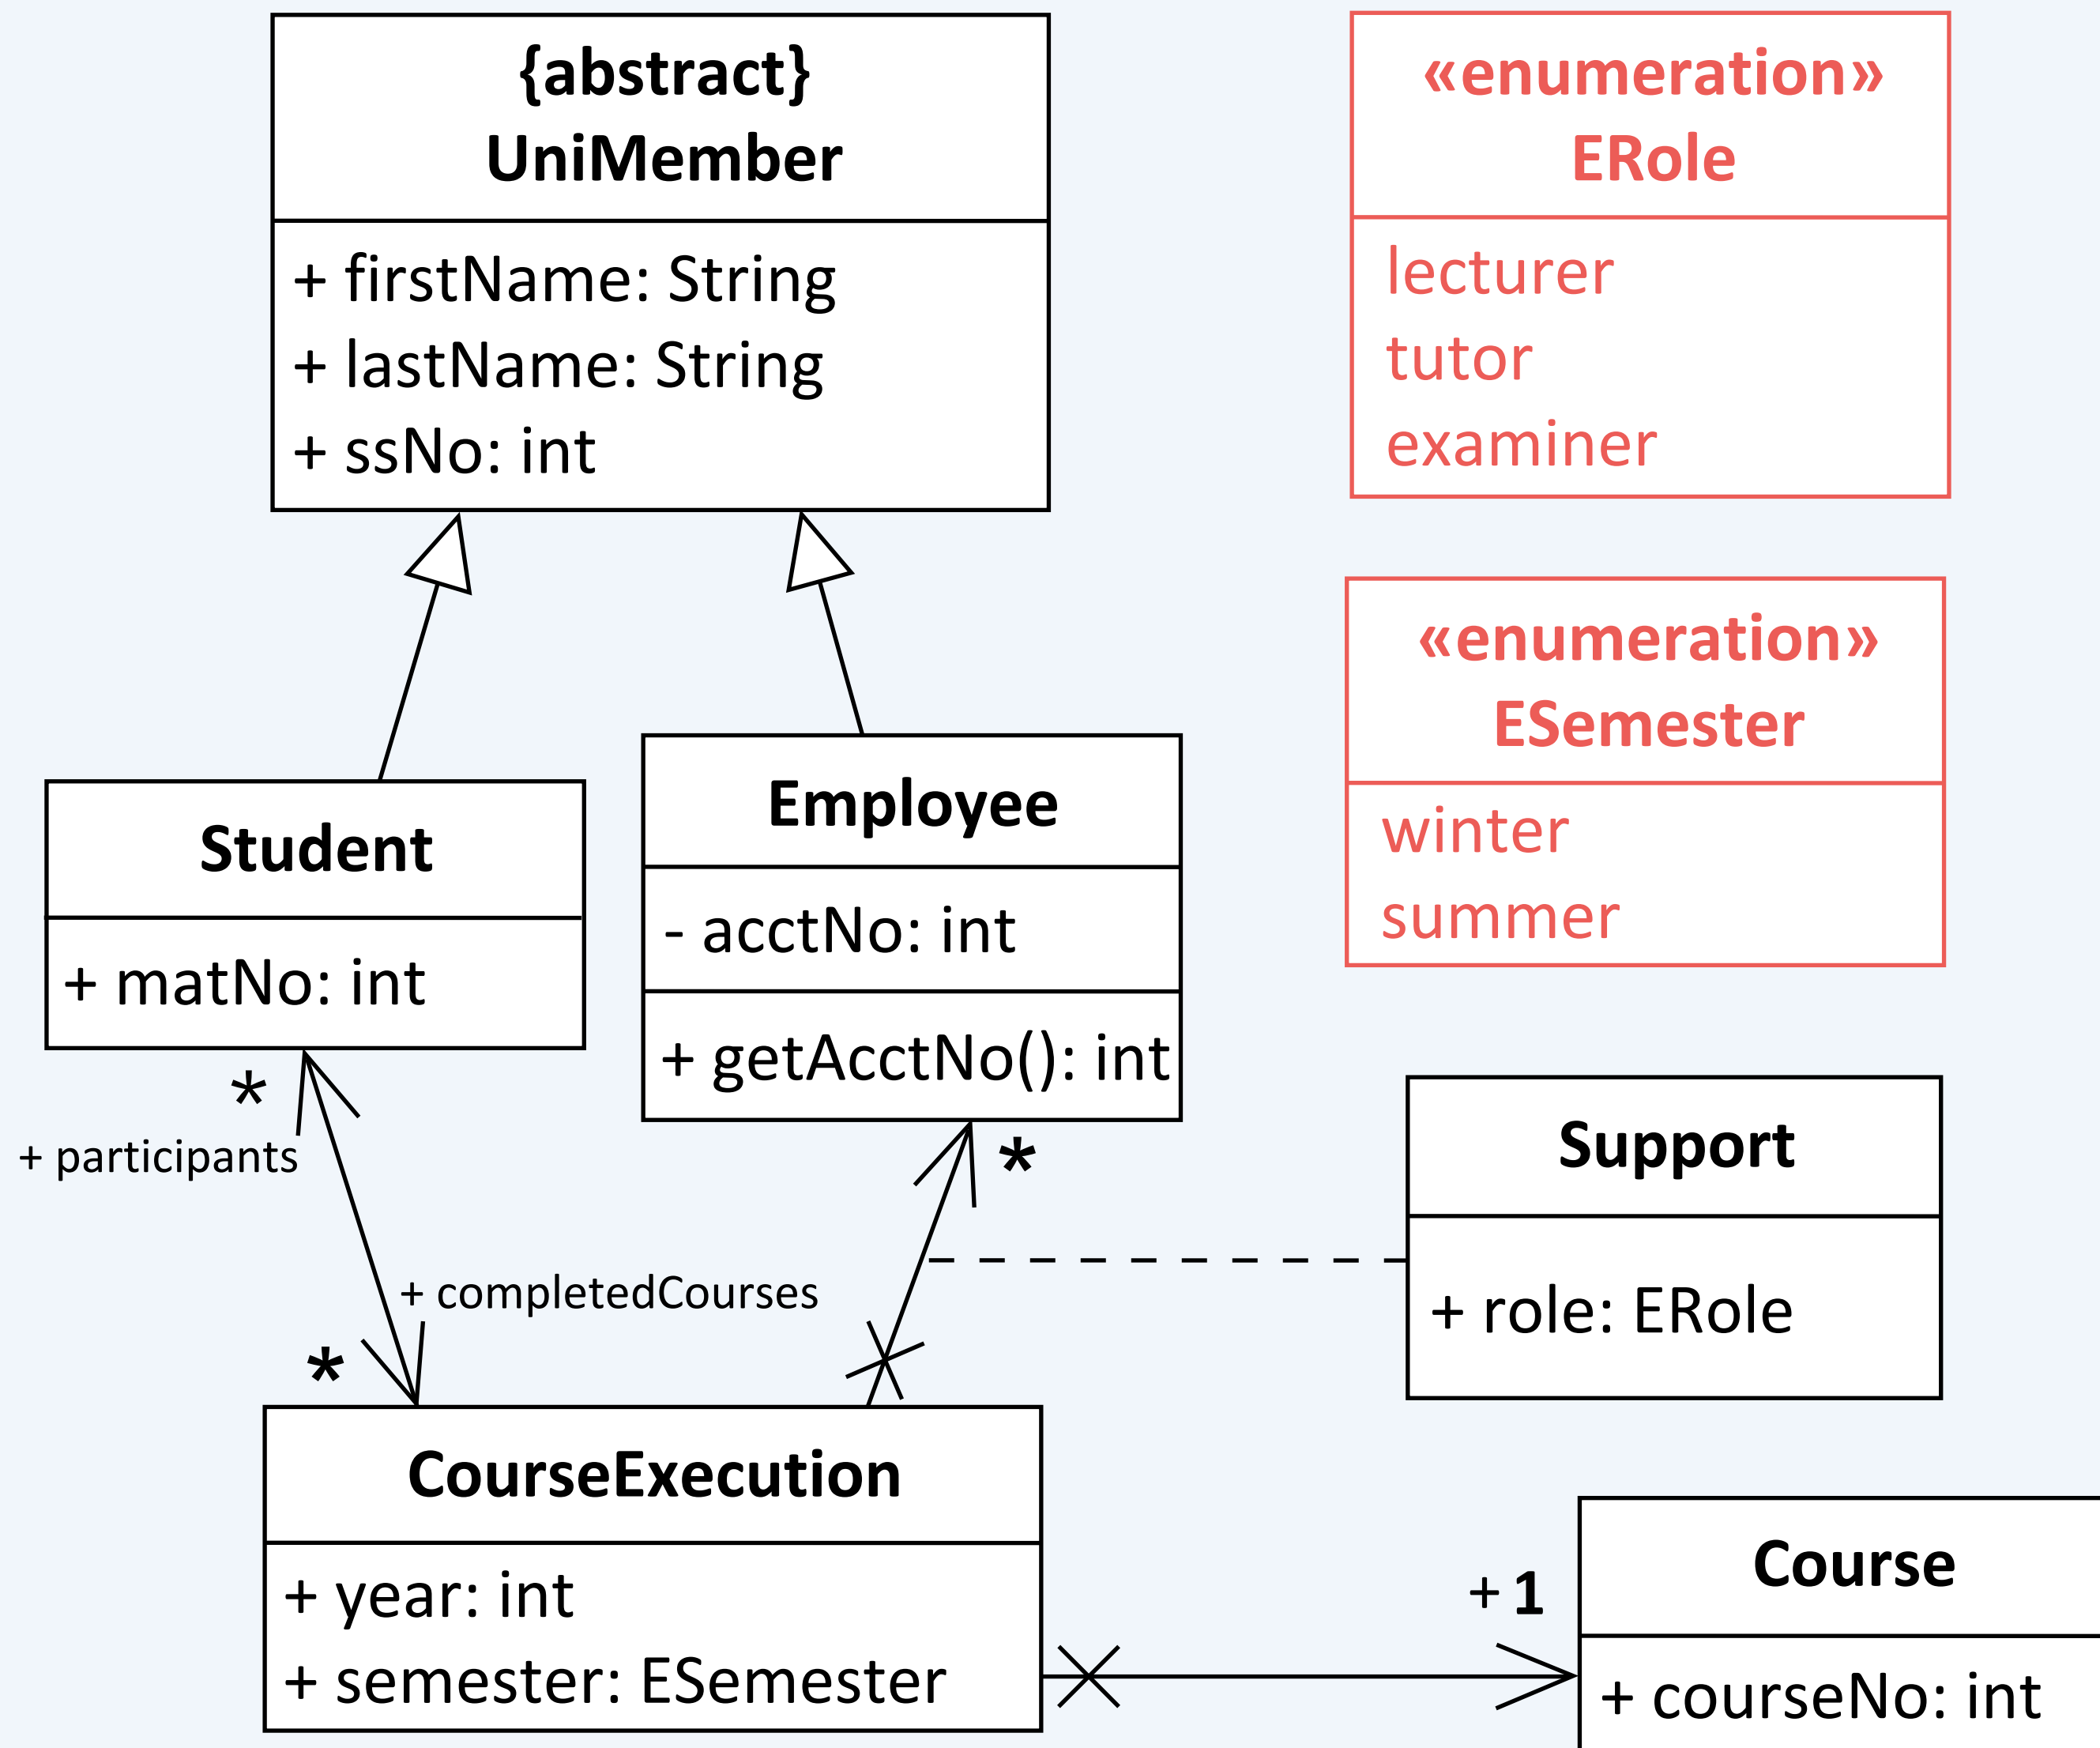 {abstract}
UniMember
+ firstName: String
+ lastName: String
+ ssNo: int
«enumeration»
ERole
lecturer
tutor
examiner
«enumeration»
ESemester
winter
summer
Student
+ matNo: int
Employee
- acctNo: int
+ getAcctNo(): int
*
+ participants
*
Support
+ role: ERole
+ completedCourses
*
CourseExecution
+ year: int
+ semester: ESemester
+ 1
Course
+ courseNo: int